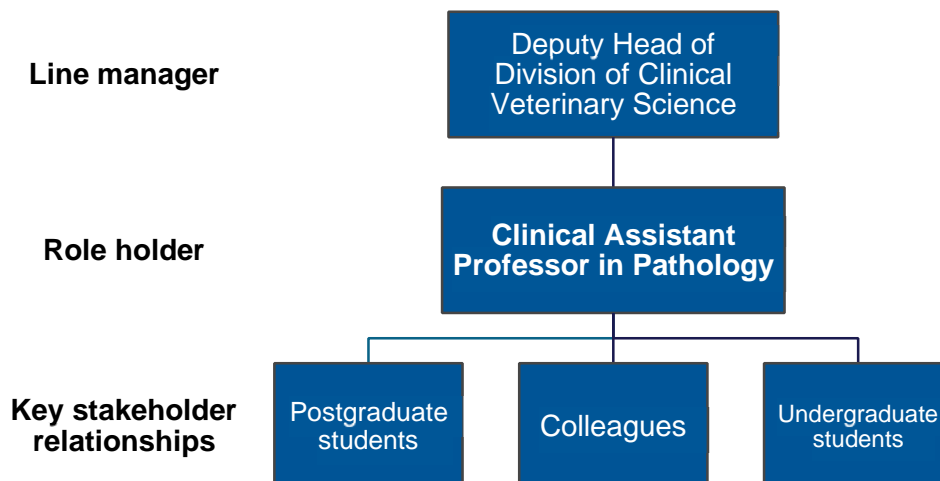 Line manager
Deputy Head of
Division of Clinical
Veterinary Science
Role holder
Clinical Assistant
Professor in Pathology
Key stakeholder
relationships
Postgraduate
students
Colleagues
Undergraduate
students